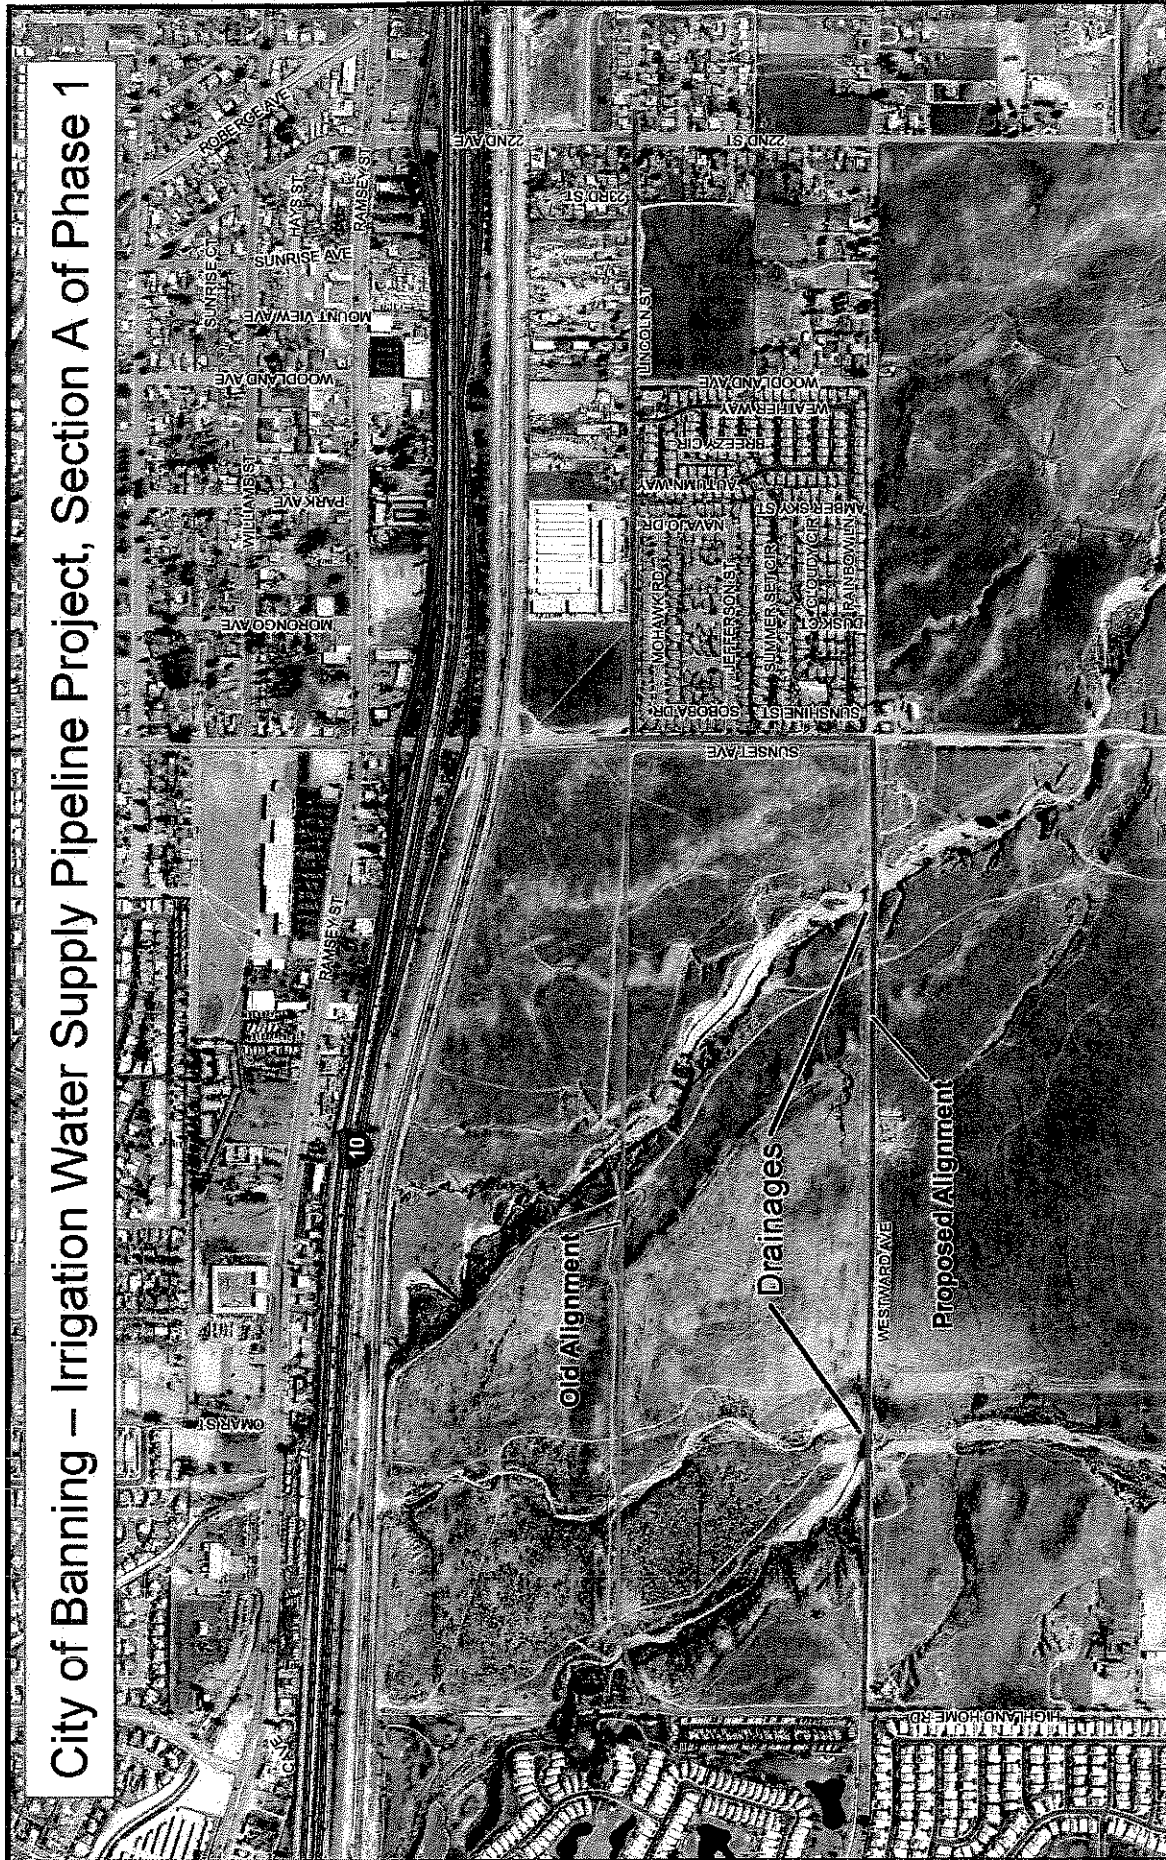 City of Banning – Irrigation Water Supply Pipeline Project, Section A of Phase 1
ROBERGE AVE
SUNRISE CT
HAYS ST
SUNRISE AVE
RAMSEY ST
MOUNT VIEW AVE
WOODLAND AVE
WILLIAM ST
PARK AVE
MORONGO AVE
RAMSEY ST
OMAR ST
10
22ND AVE
22ND ST
23RD ST
LINCOLN ST
WOODLAND AVE
WEATHER WAY
BREEZY CIR
AUTUMN WAY
AMBER SKY ST
NAVAJO DR
MOHAWK RD
JEFFERSON ST
SUMMER SET CIR
CLOUDY CIR
RAINBOW LN
DUSK CT
SOBOBA DR
SUNSHINE ST
SUNSET AVE
Old Alignment
Drainages
WESTWARD AVE
Proposed Alignment
HIGHLAND HOME RD